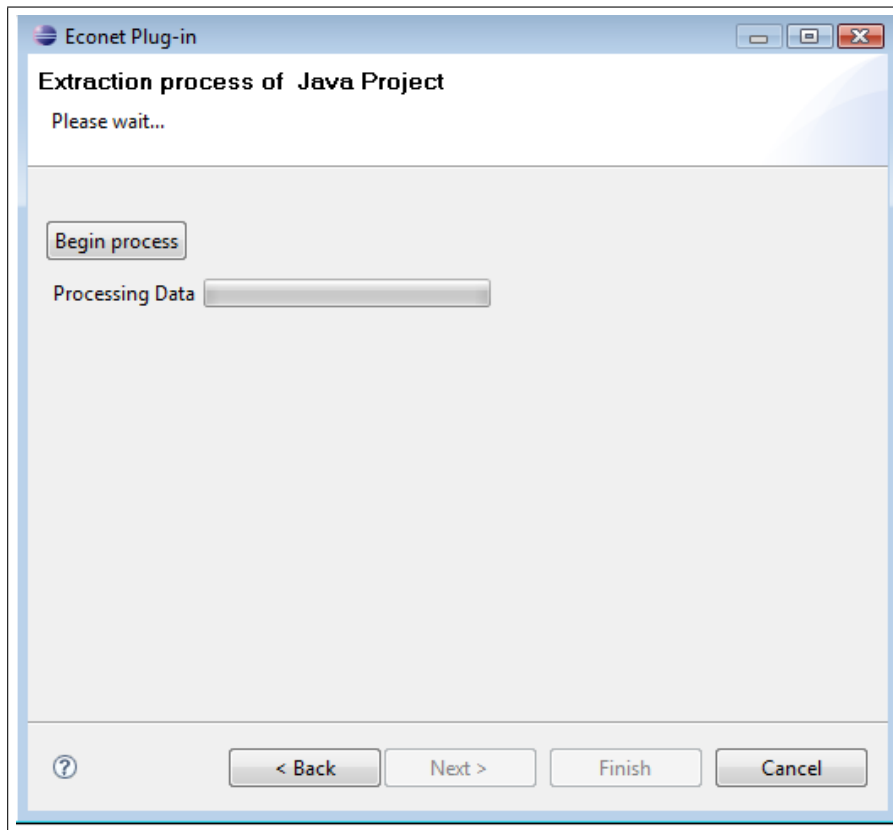 Econet Plug-in
Extraction process of Java Project
Please wait...
Begin process
Processing Data
? < Back Next > Finish Cancel